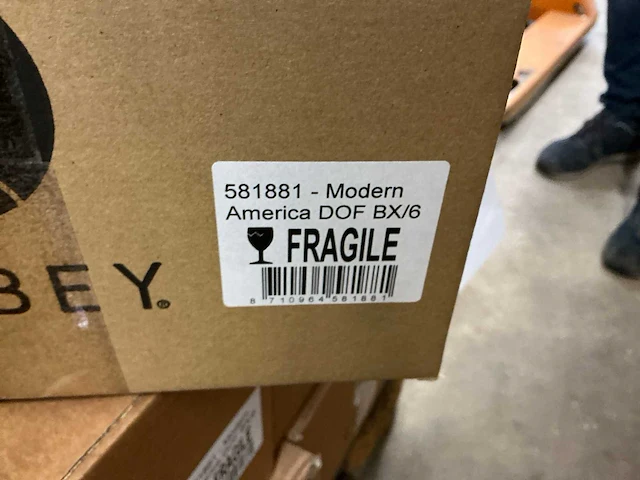 581881 - Modern
America DOF BX/6
FRAGILE
8 710964 581881
BEY®